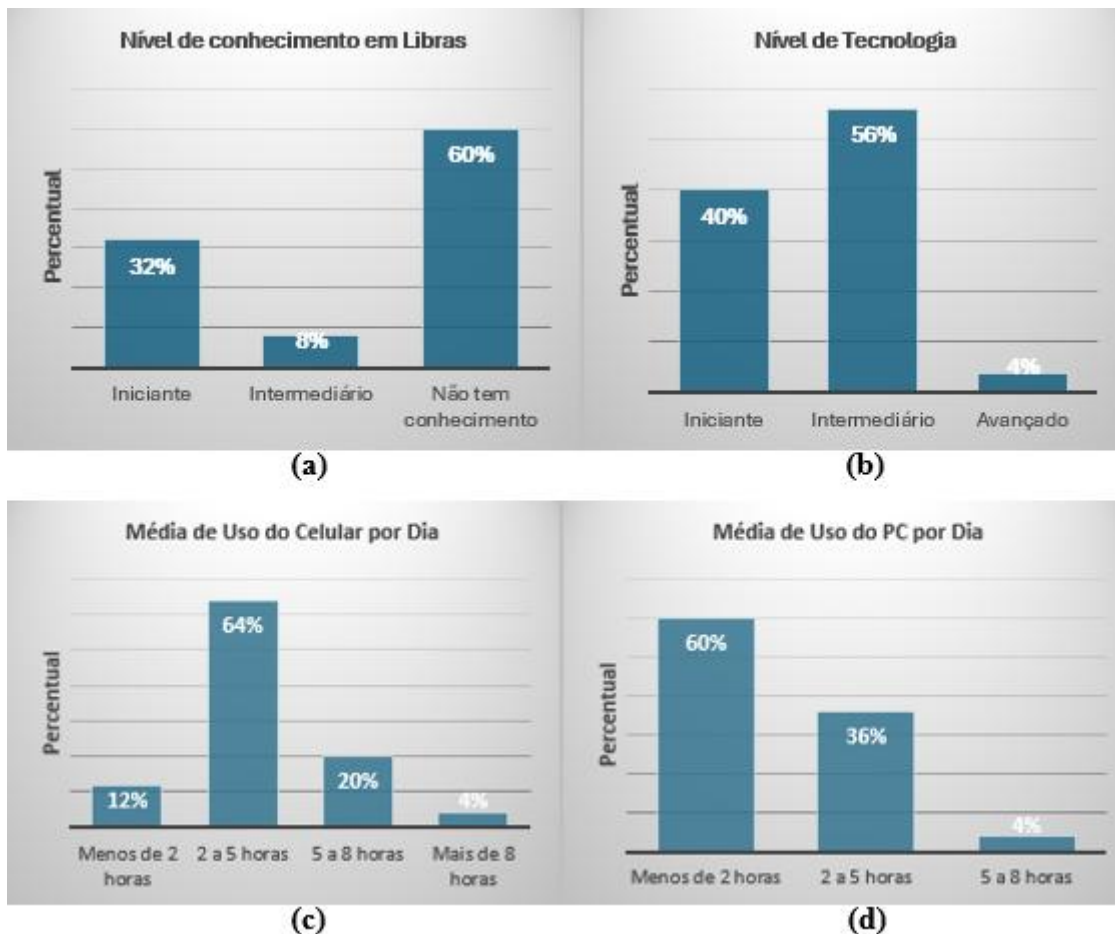 Nível de conhecimento em Libras
Percentual
32%
8%
60%
Iniciante
Intermediário
Não tem
conhecimento
(a)
Nível de Tecnologia
Percentual
40%
56%
4%
Iniciante
Intermediário
Avançado
(b)
Média de Uso do Celular por Dia
Percentual
12%
64%
20%
4%
Menos de 2
horas
2 a 5 horas
5 a 8 horas
Mais de 8
horas
(c)
Média de Uso do PC por Dia
Percentual
60%
36%
4%
Menos de 2 horas
2 a 5 horas
5 a 8 horas
(d)